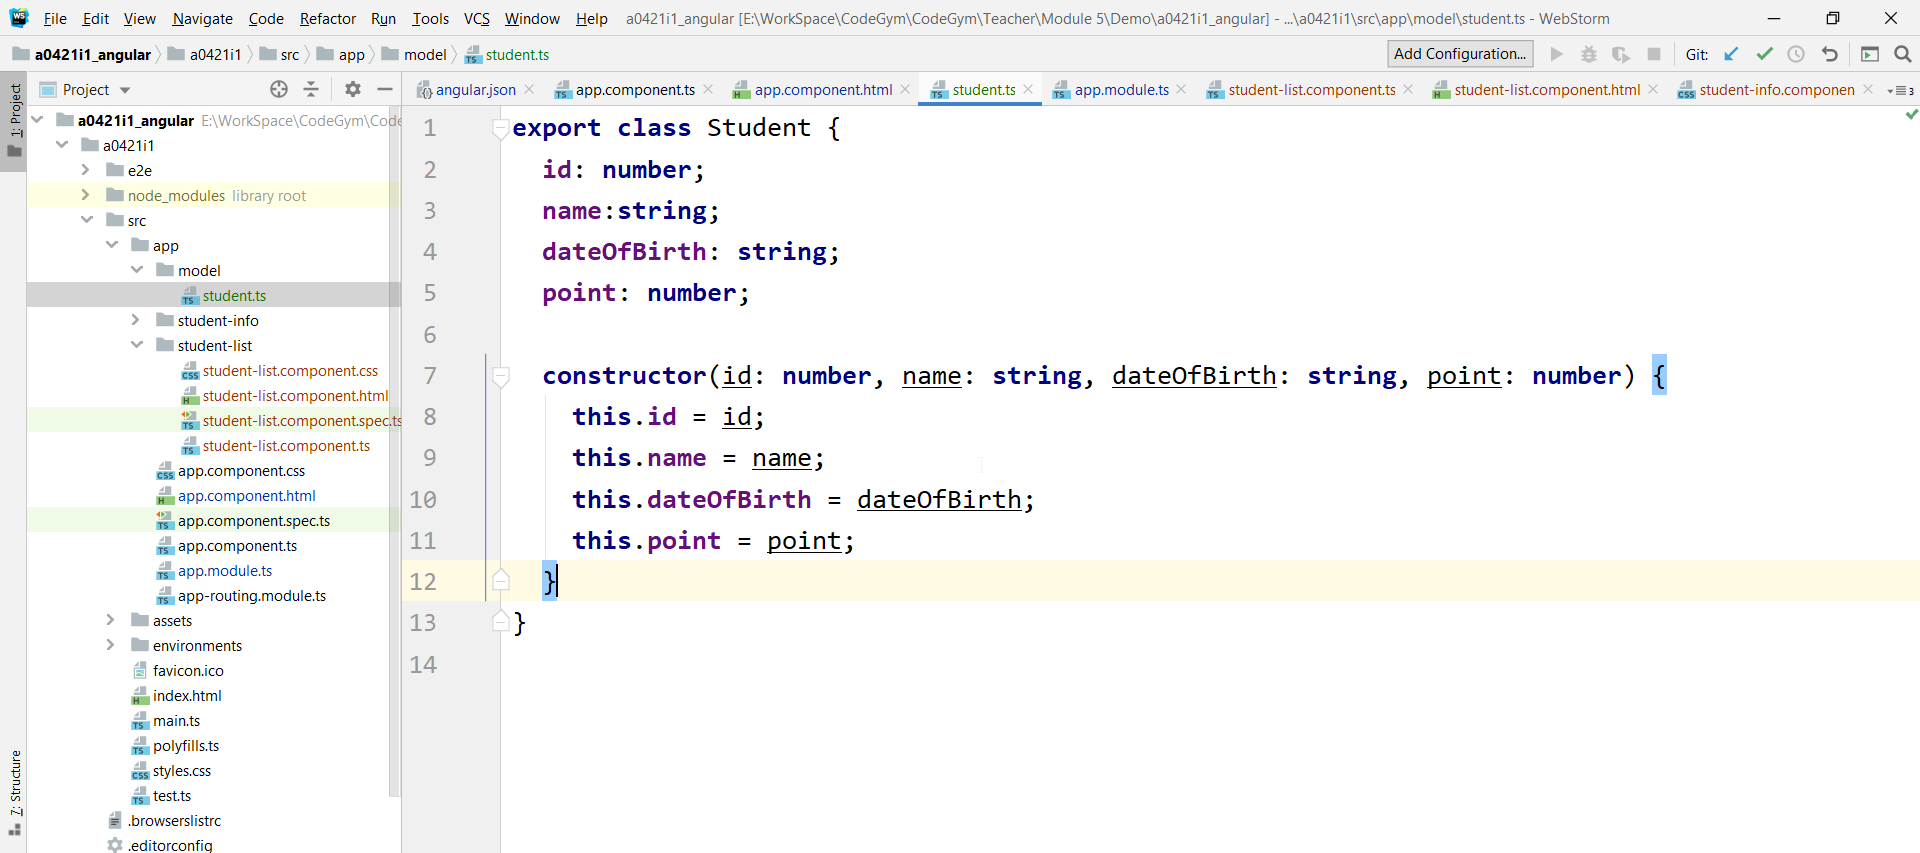 File Edit View Navigate Code Refactor Run Tools VCS Window Help a0421i1_angular [E:\WorkSpace\CodeGym\CodeGym\Teacher\Module 5\Demo\a0421i1_angular] - ...\a0421i1\src\app\model\student.ts - WebStorm
a0421i1_angular a0421i1 src app model student.ts Add Configuration... Git:
Project angular.json app.component.ts app.component.html student.ts app.module.ts student-list.component.ts student-list.component.html student-info.componen 3
1: Project
7: Structure
a0421i1_angular E:\WorkSpace\CodeGym\Code
a0421i1
e2e
node_modules library root
src
app
model
student.ts
student-info
student-list
student-list.component.css
student-list.component.html
student-list.component.spec.ts
student-list.component.ts
app.component.css
app.component.html
app.component.spec.ts
app.component.ts
app.module.ts
app-routing.module.ts
assets
environments
favicon.ico
index.html
main.ts
polyfills.ts
styles.css
test.ts
.browserslistrc
.editorconfig
1 export class Student {
2 id: number;
3 name:string;
4 dateOfBirth: string;
5 point: number;
6
7 constructor(id: number, name: string, dateOfBirth: string, point: number) {
8 this.id = id;
9 this.name = name;
10 this.dateOfBirth = dateOfBirth;
11 this.point = point;
12 }
13 }
14